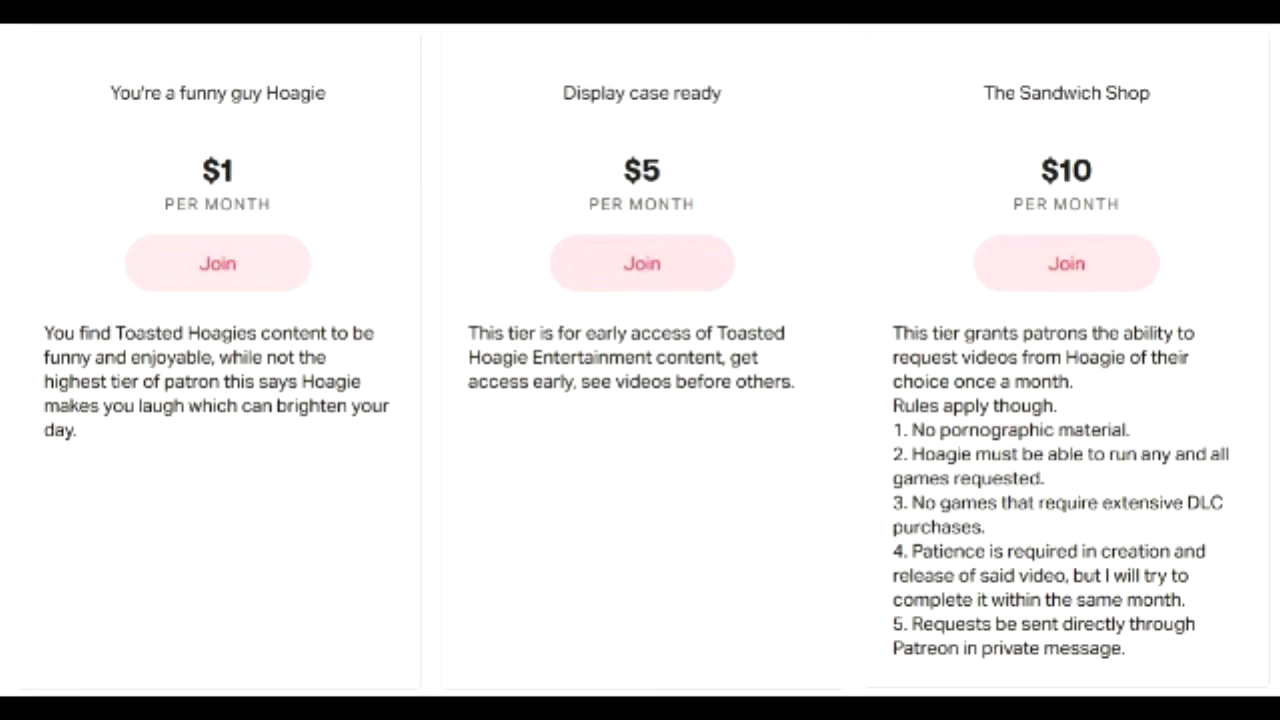 You're a funny guy Hoagie
$1
PER MONTH
Join
You find Toasted Hoagies content to be
funny and enjoyable, while not the
highest tier of patron this says Hoagie
makes you laugh which can brighten your
day.
Display case ready
$5
PER MONTH
Join
This tier is for early access of Toasted
Hoagie Entertainment content, get
access early, see videos before others.
The Sandwich Shop
$10
PER MONTH
Join
This tier grants patrons the ability to
request videos from Hoagie of their
choice once a month.
Rules apply though.
1. No pornographic material.
2. Hoagie must be able to run any and all
games requested.
3. No games that require extensive DLC
purchases.
4. Patience is required in creation and
release of said video, but I will try to
complete it within the same month.
5. Requests be sent directly through
Patreon in private message.